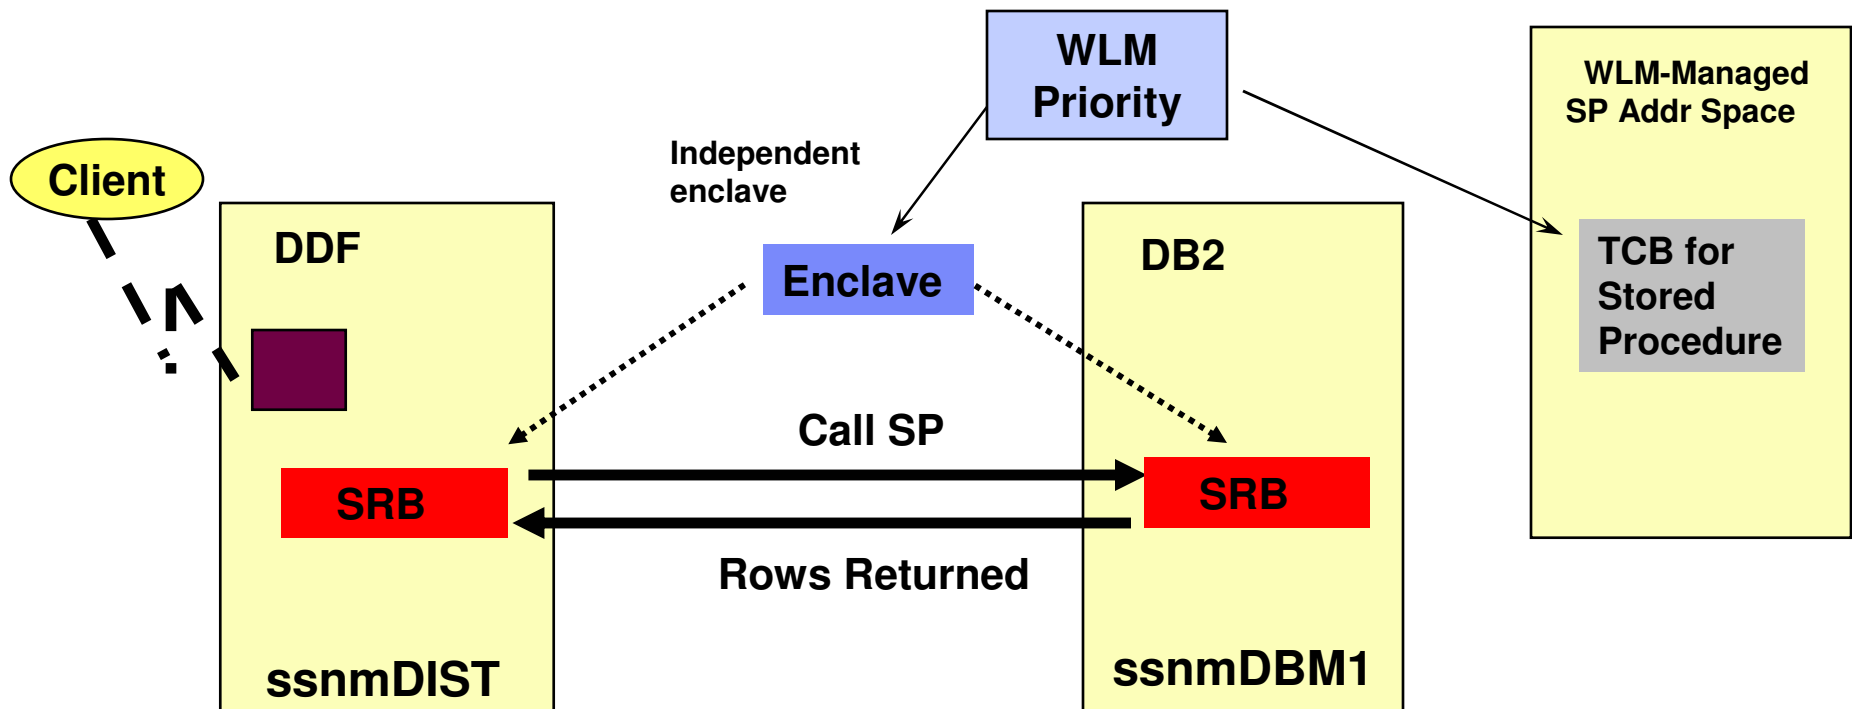 WLM
Priority
WLM-Managed
SP Addr Space
Independent
enclave
Client
DDF
DB2
Enclave
TCB for
Stored
Procedure
Call SP
SRB
SRB
Rows Returned
ssnmDIST
ssnmDBM1